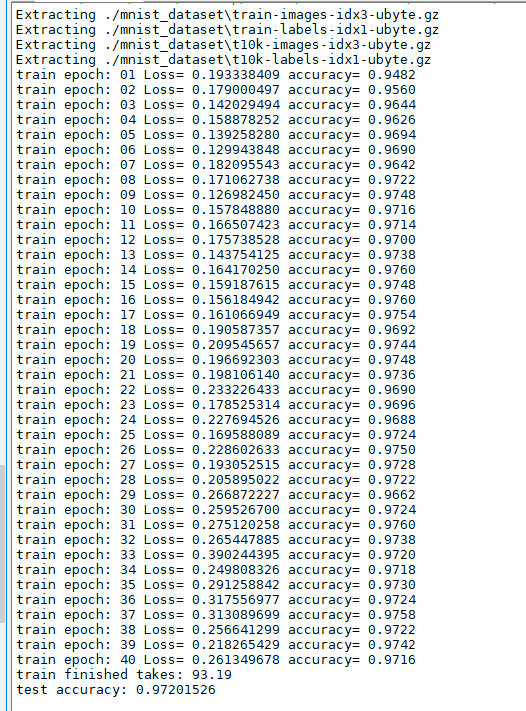 Extracting ./mnist_dataset\train-images-idx3-ubyte.gz
Extracting ./mnist_dataset\train-labels-idx1-ubyte.gz
Extracting ./mnist_dataset\t10k-images-idx3-ubyte.gz
Extracting ./mnist_dataset\t10k-labels-idx1-ubyte.gz
train epoch: 01 Loss= 0.193338409 accuracy= 0.9482
train epoch: 02 Loss= 0.179000497 accuracy= 0.9560
train epoch: 03 Loss= 0.142029494 accuracy= 0.9644
train epoch: 04 Loss= 0.158878252 accuracy= 0.9626
train epoch: 05 Loss= 0.139258280 accuracy= 0.9694
train epoch: 06 Loss= 0.129943848 accuracy= 0.9690
train epoch: 07 Loss= 0.182095543 accuracy= 0.9642
train epoch: 08 Loss= 0.171062738 accuracy= 0.9722
train epoch: 09 Loss= 0.126982450 accuracy= 0.9748
train epoch: 10 Loss= 0.157848880 accuracy= 0.9716
train epoch: 11 Loss= 0.166507423 accuracy= 0.9714
train epoch: 12 Loss= 0.175738528 accuracy= 0.9700
train epoch: 13 Loss= 0.143754125 accuracy= 0.9738
train epoch: 14 Loss= 0.164170250 accuracy= 0.9760
train epoch: 15 Loss= 0.159187615 accuracy= 0.9748
train epoch: 16 Loss= 0.156184942 accuracy= 0.9760
train epoch: 17 Loss= 0.161066949 accuracy= 0.9754
train epoch: 18 Loss= 0.190587357 accuracy= 0.9692
train epoch: 19 Loss= 0.209545657 accuracy= 0.9744
train epoch: 20 Loss= 0.196692303 accuracy= 0.9748
train epoch: 21 Loss= 0.198106140 accuracy= 0.9736
train epoch: 22 Loss= 0.233226433 accuracy= 0.9690
train epoch: 23 Loss= 0.178525314 accuracy= 0.9696
train epoch: 24 Loss= 0.227694526 accuracy= 0.9688
train epoch: 25 Loss= 0.169588089 accuracy= 0.9724
train epoch: 26 Loss= 0.228602633 accuracy= 0.9750
train epoch: 27 Loss= 0.193052515 accuracy= 0.9728
train epoch: 28 Loss= 0.205895022 accuracy= 0.9722
train epoch: 29 Loss= 0.266872227 accuracy= 0.9662
train epoch: 30 Loss= 0.259526700 accuracy= 0.9724
train epoch: 31 Loss= 0.275120258 accuracy= 0.9760
train epoch: 32 Loss= 0.265447885 accuracy= 0.9738
train epoch: 33 Loss= 0.390244395 accuracy= 0.9720
train epoch: 34 Loss= 0.249808326 accuracy= 0.9718
train epoch: 35 Loss= 0.291258842 accuracy= 0.9730
train epoch: 36 Loss= 0.317556977 accuracy= 0.9724
train epoch: 37 Loss= 0.313089699 accuracy= 0.9758
train epoch: 38 Loss= 0.256641299 accuracy= 0.9722
train epoch: 39 Loss= 0.218265429 accuracy= 0.9742
train epoch: 40 Loss= 0.261349678 accuracy= 0.9716
train finished takes: 93.19
test accuracy: 0.97201526